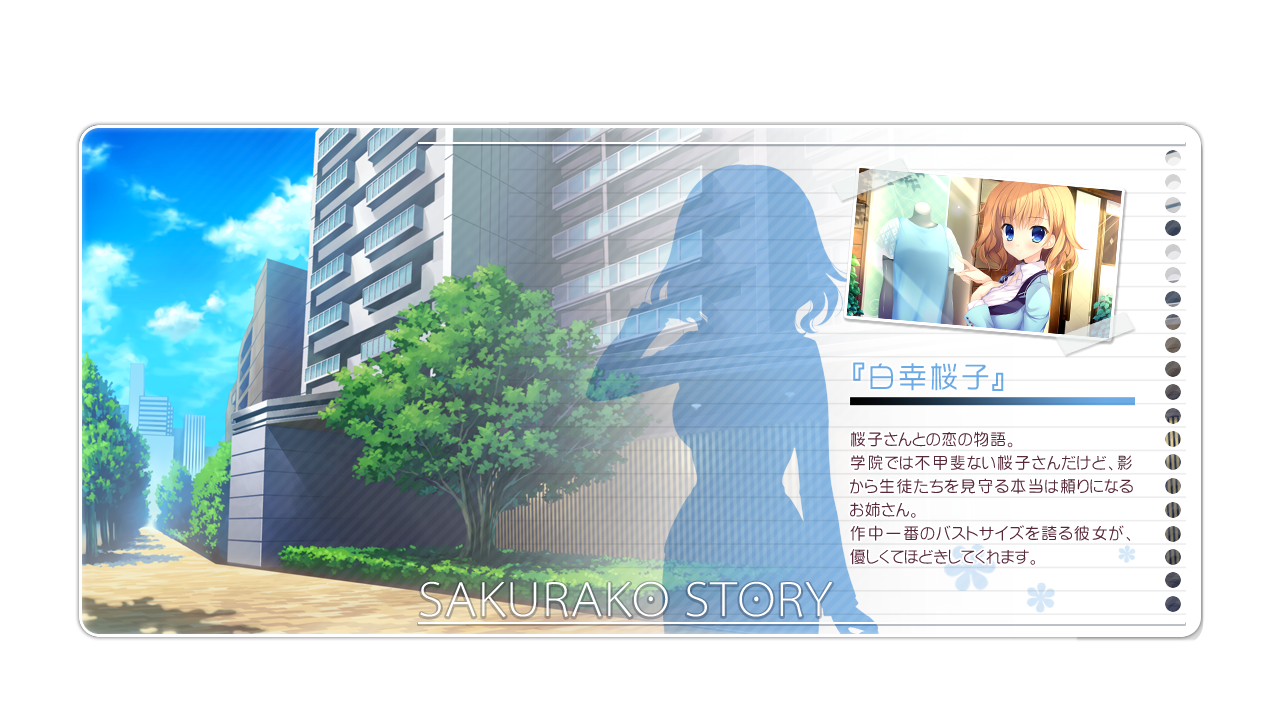 『白幸桜子』
桜子さんとの恋の物語。
学院では不甲斐ない桜子さんだけど、影
から生徒たちを見守る本当は頼りになる
お姉さん。
作中一番のバストサイズを誇る彼女が、
優しくてほどきしてくれます。
SAKURAKO STORY